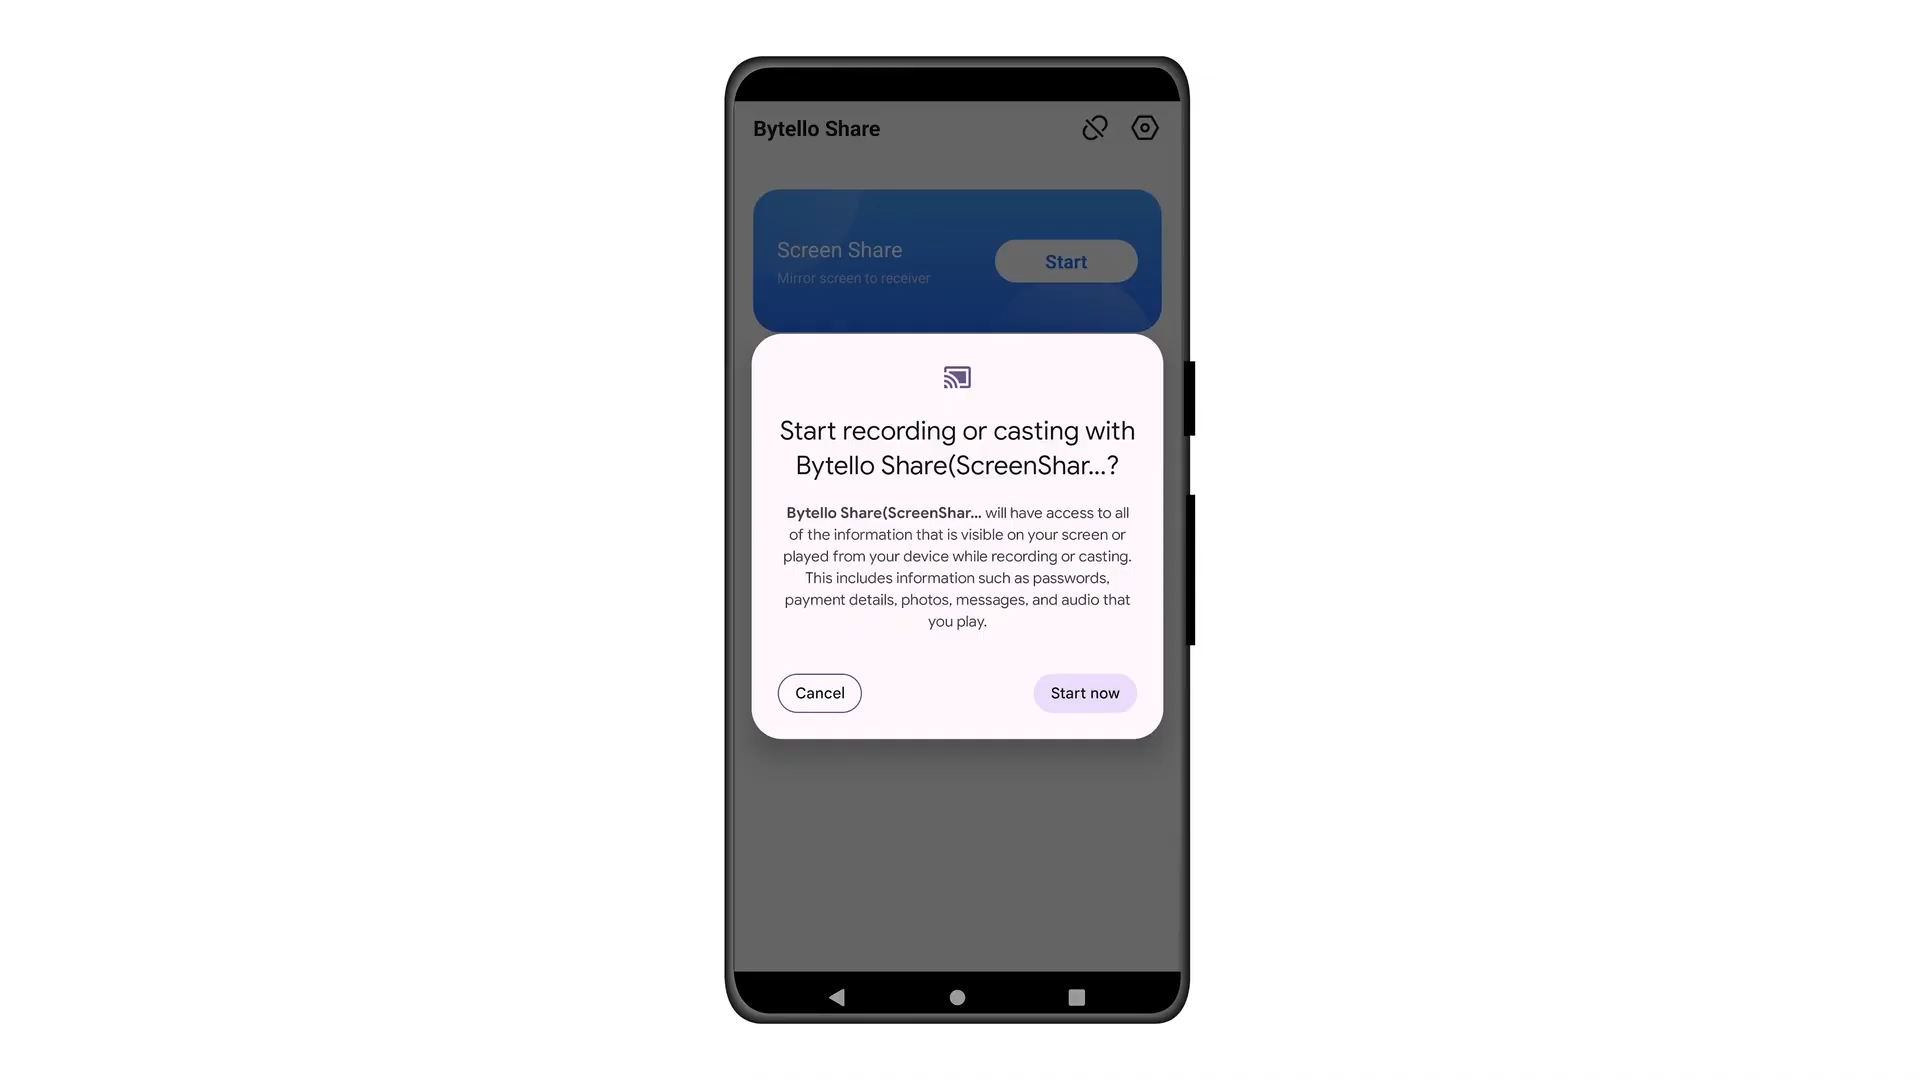 Bytello Share
Screen Share
Mirror screen to receiver
Start
Start recording or casting with
Bytello Share(ScreenShar...?
Bytello Share(ScreenShar... will have access to all
of the information that is visible on your screen or
played from your device while recording or casting.
This includes information such as passwords,
payment details, photos, messages, and audio that
you play.
Cancel
Start now